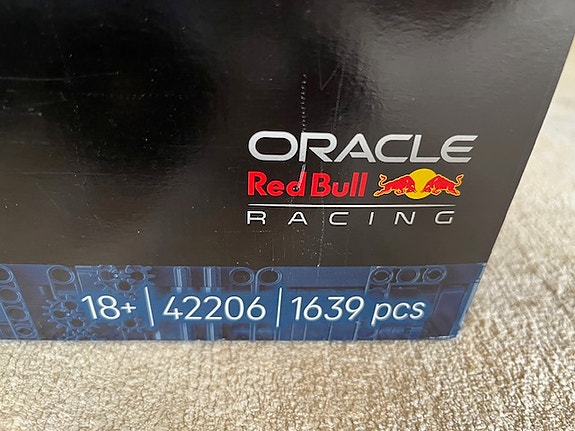 ORACLE
Red Bull
RACING
18+ | 42206 | 1639 pcs